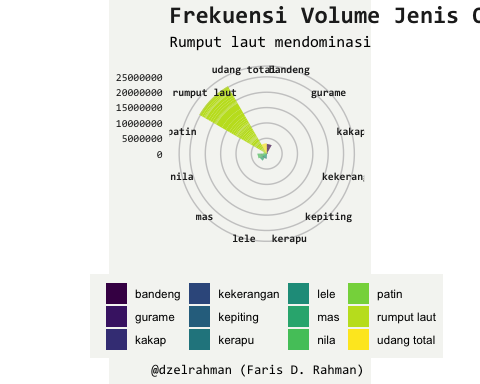 Frekuensi Volume Jenis
Rumput laut mendominasi
udang total bandeng
25000000
20000000
rumput laut gurame
15000000
10000000
patin kakap
5000000
0
nila kekeran
mas kepiting
lele kerapu
bandeng kekerangan lele patin
gurame kepiting mas rumput laut
kakap kerapu nila udang total
@dzelrahman (Faris D. Rahman)